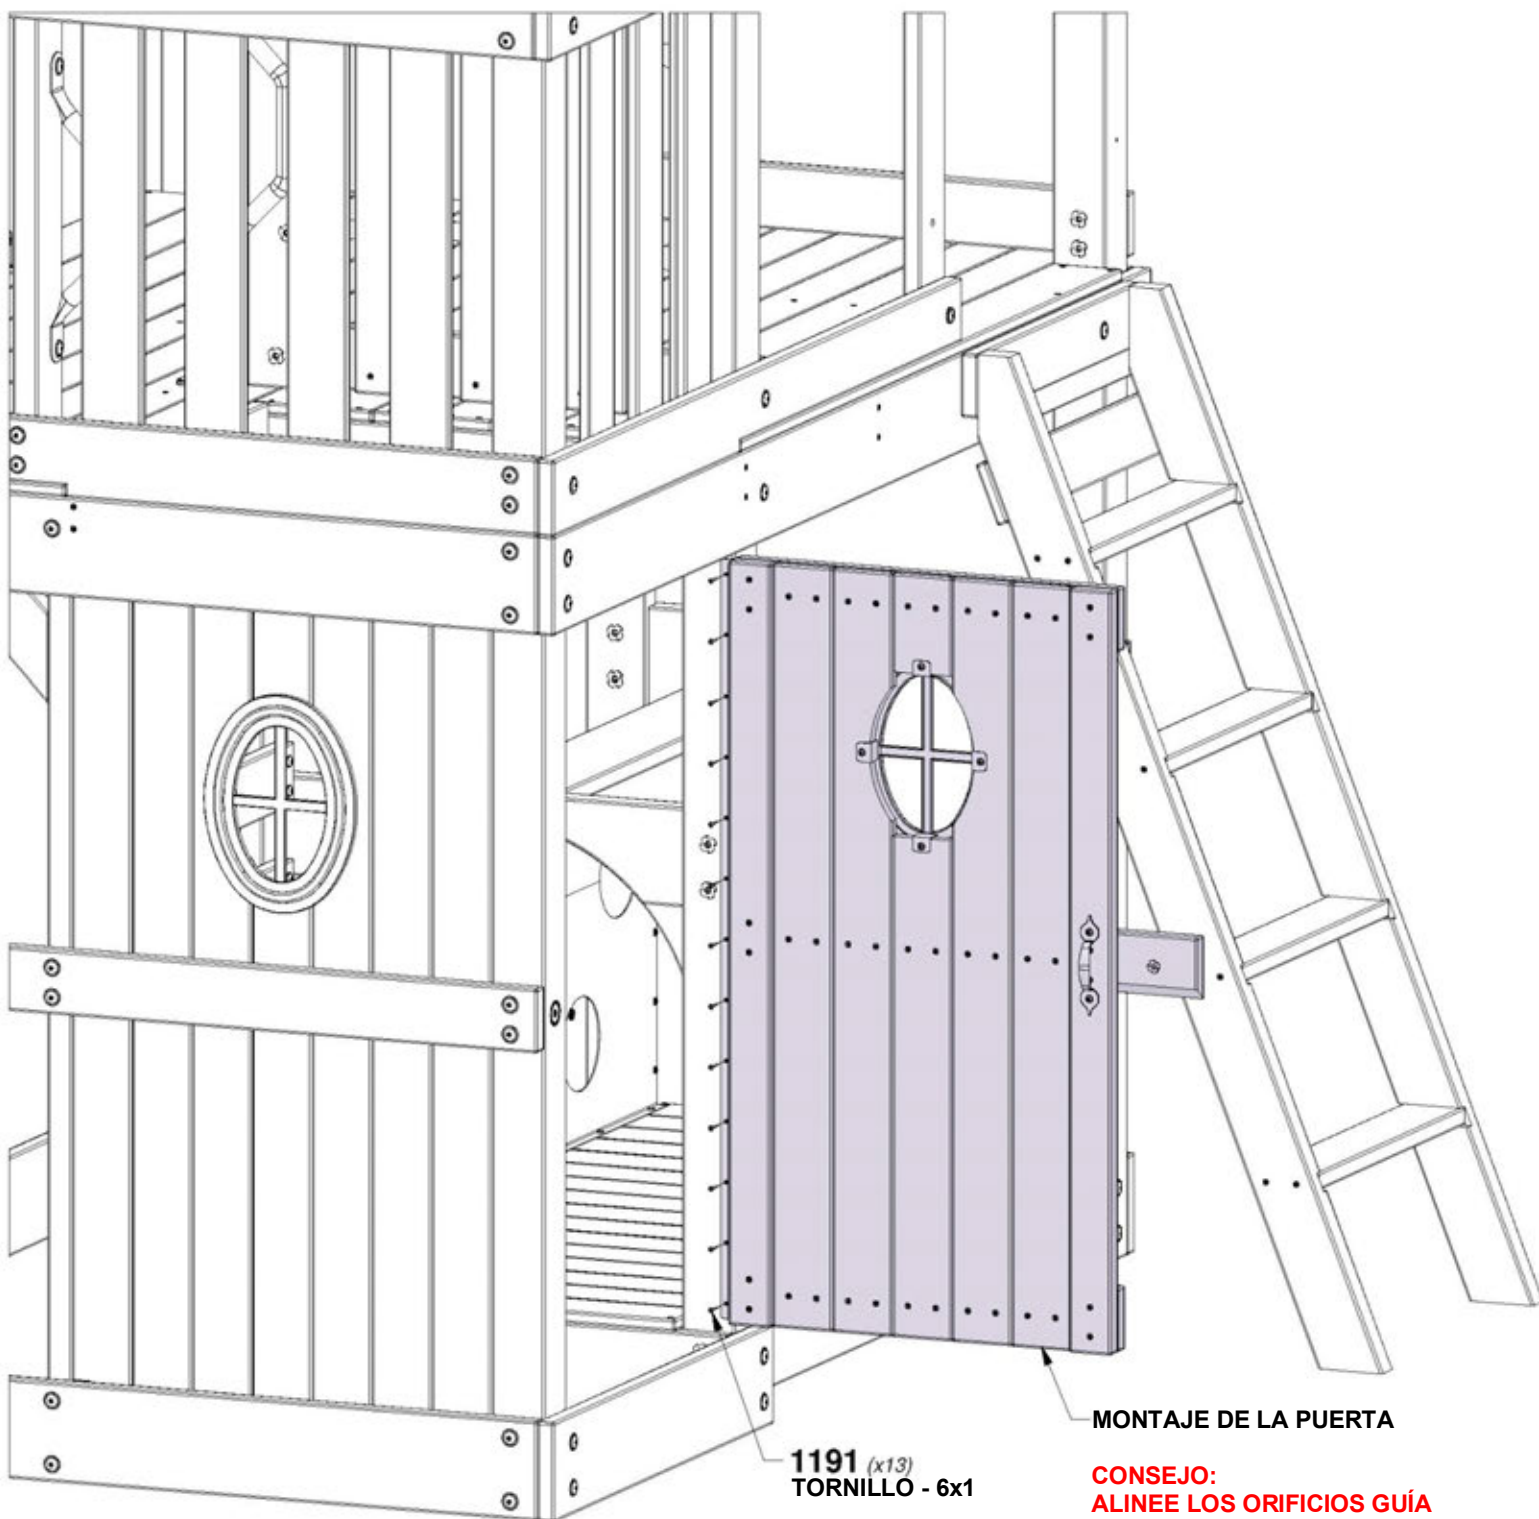 MONTAJE DE LA PUERTA
1191 (x13)
TORNILLO - 6x1
CONSEJO:
ALINEE LOS ORIFICIOS GUÍA